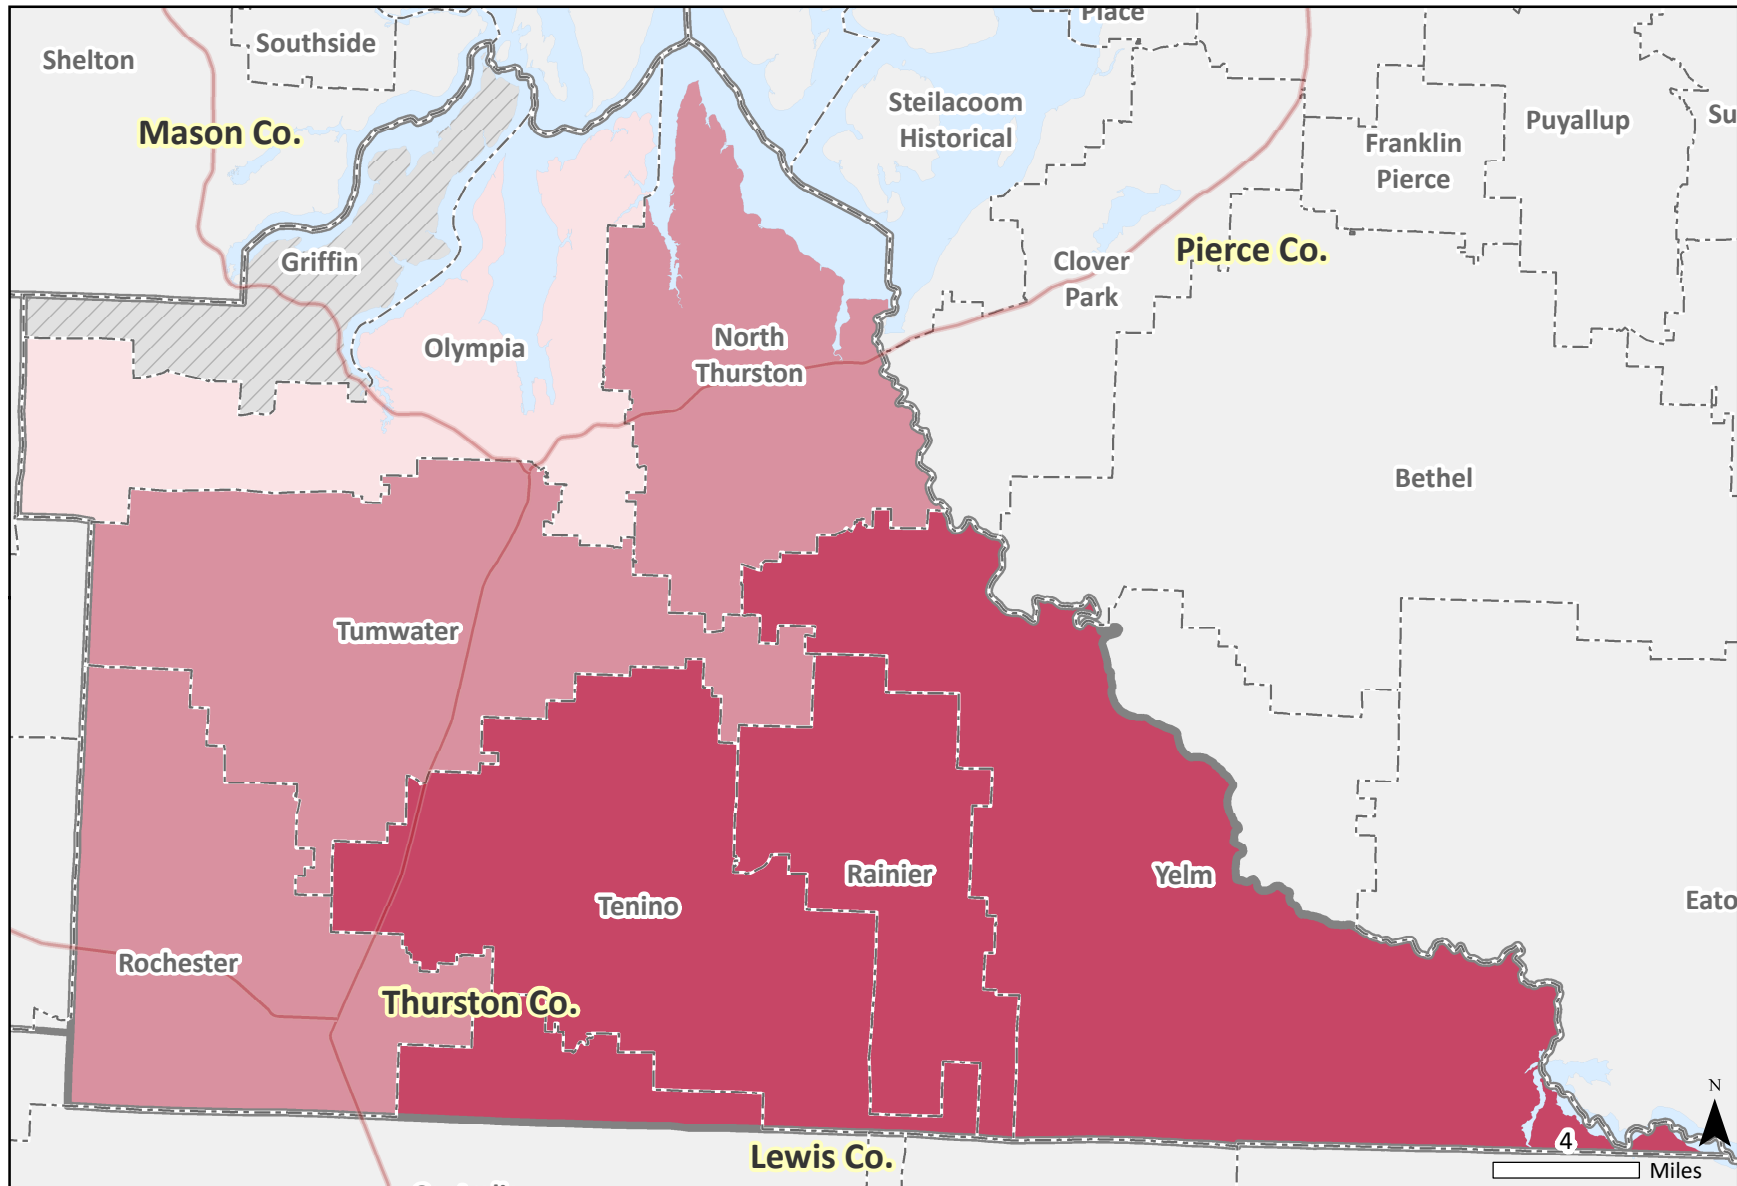 Place
Shelton
Southside
Steilacoom
Historical
Mason Co.
Puyallup
Su
Franklin
Pierce
Griffin
Pierce Co.
Clover
Park
Olympia
North
Thurston
Bethel
Tumwater
Rainier
Yelm
Tenino
Eato
Rochester
Thurston Co.
N
4
Miles
Lewis Co.